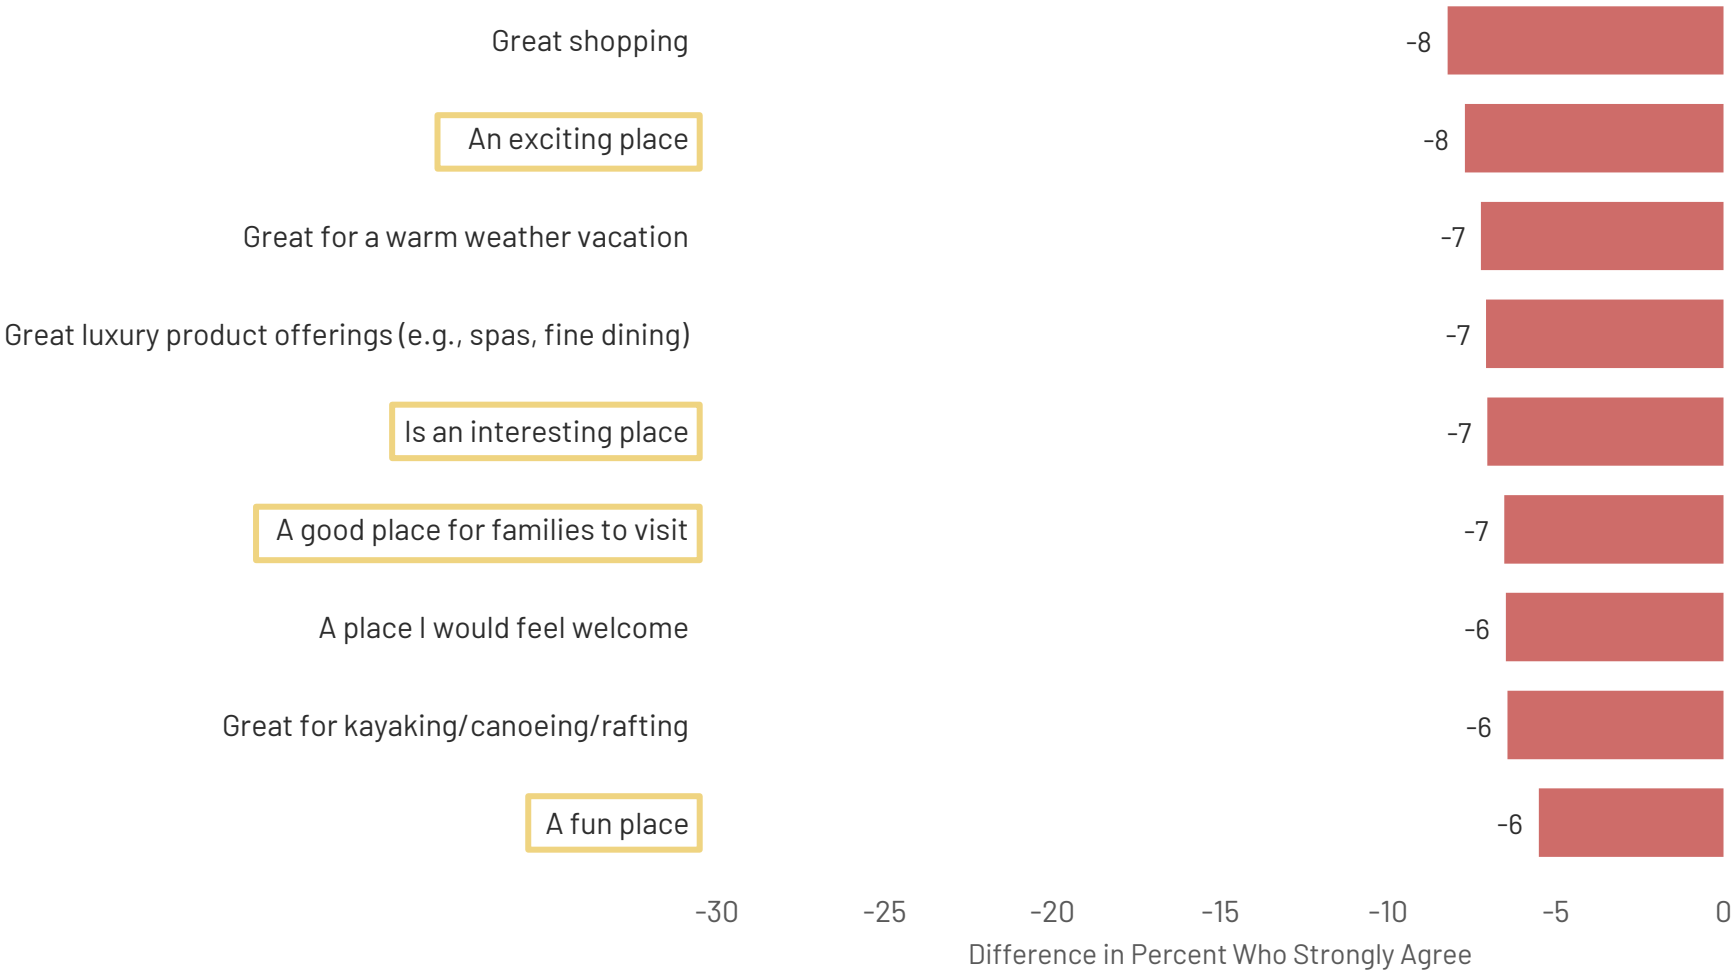 Great shopping -8
An exciting place -8
Great for a warm weather vacation -7
Great luxury product offerings (e.g., spas, fine dining) -7
Is an interesting place -7
A good place for families to visit -7
A place I would feel welcome -6
Great for kayaking/canoeing/rafting -6
A fun place -6
-30 -25 -20 -15 -10 -5 0
Difference in Percent Who Strongly Agree